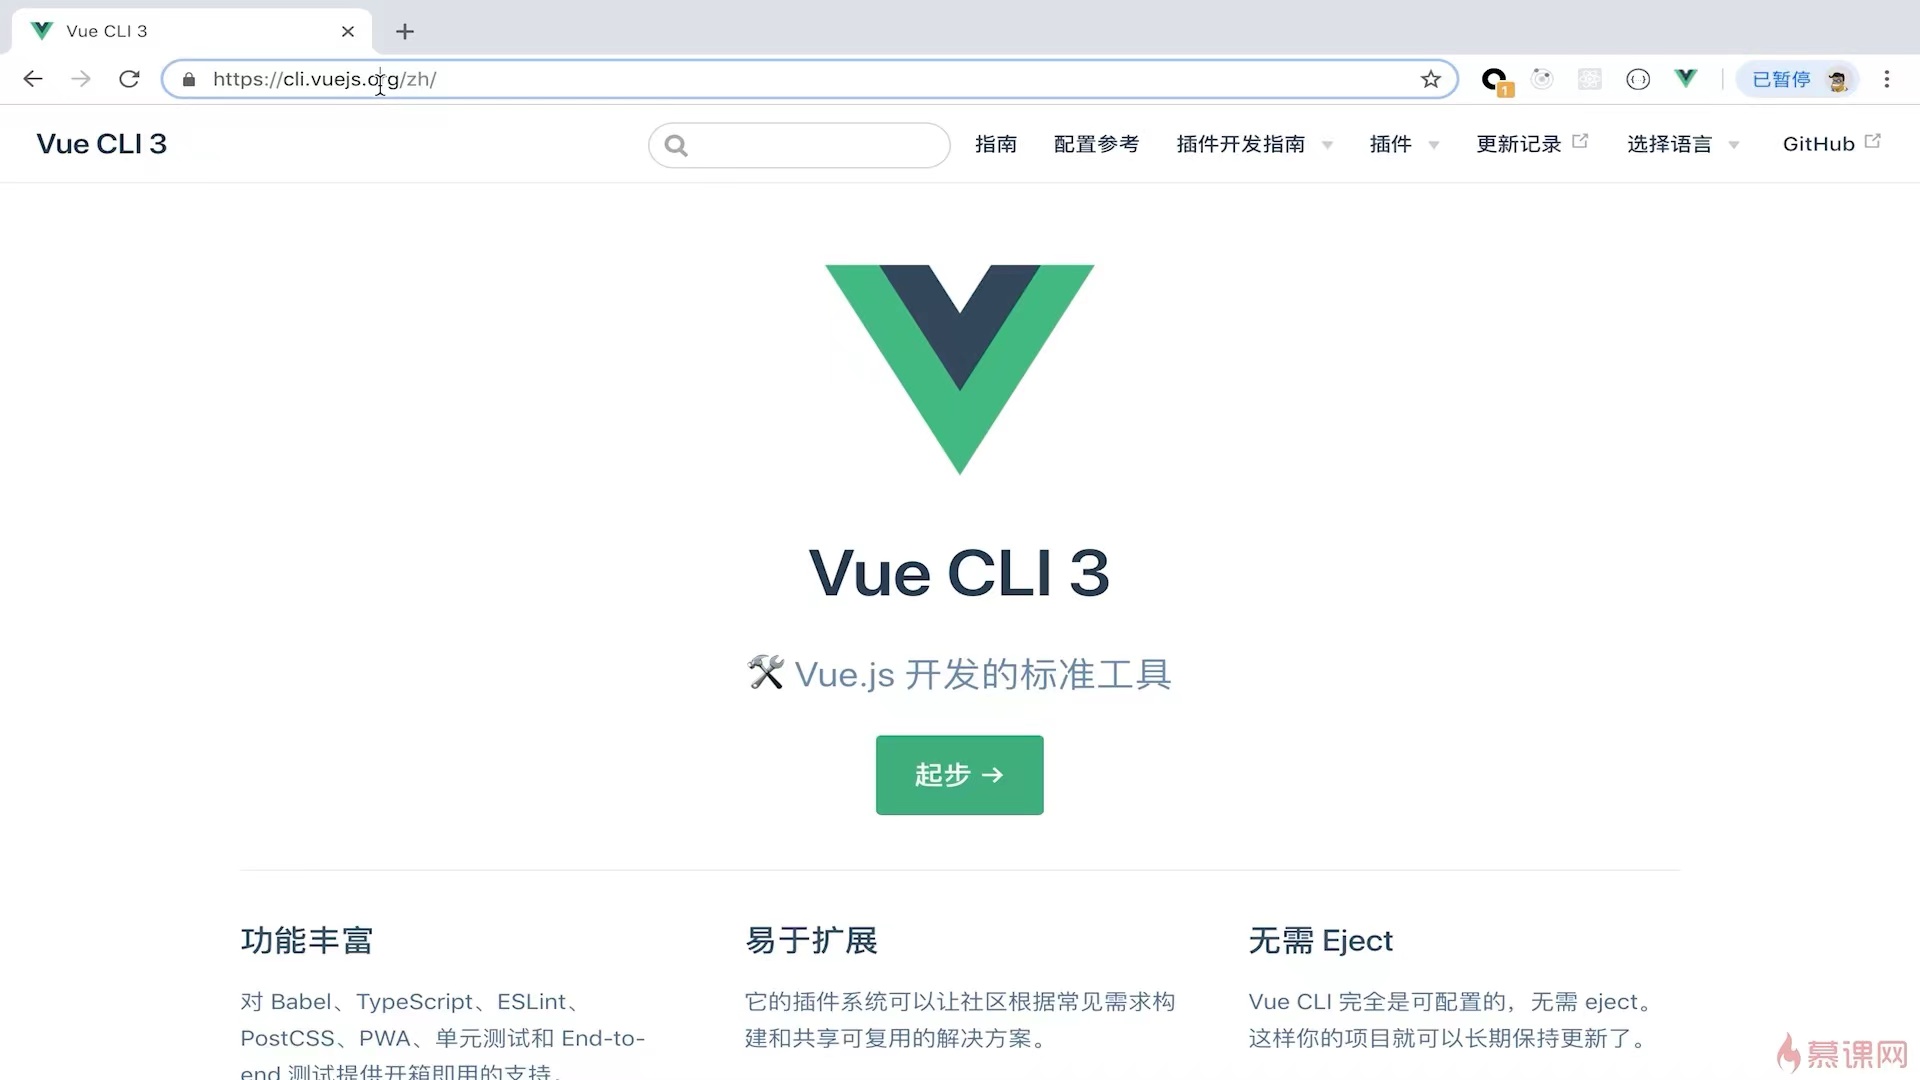 Vue CLI 3
https://cli.vuejs.org/zh/
1
已暂停
Vue CLI 3
指南
配置参考
插件开发指南
插件
更新记录
选择语言
GitHub
Vue CLI 3
Vue.js 开发的标准工具
起步 →
功能丰富
对 Babel、TypeScript、ESLint、
PostCSS、PWA、单元测试和 End-to-
end 测试提供开箱即用的支持。
易于扩展
它的插件系统可以让社区根据常见需求构
建和共享可复用的解决方案。
无需 Eject
Vue CLI 完全是可配置的，无需 eject。
这样你的项目就可以长期保持更新了。
慕课网